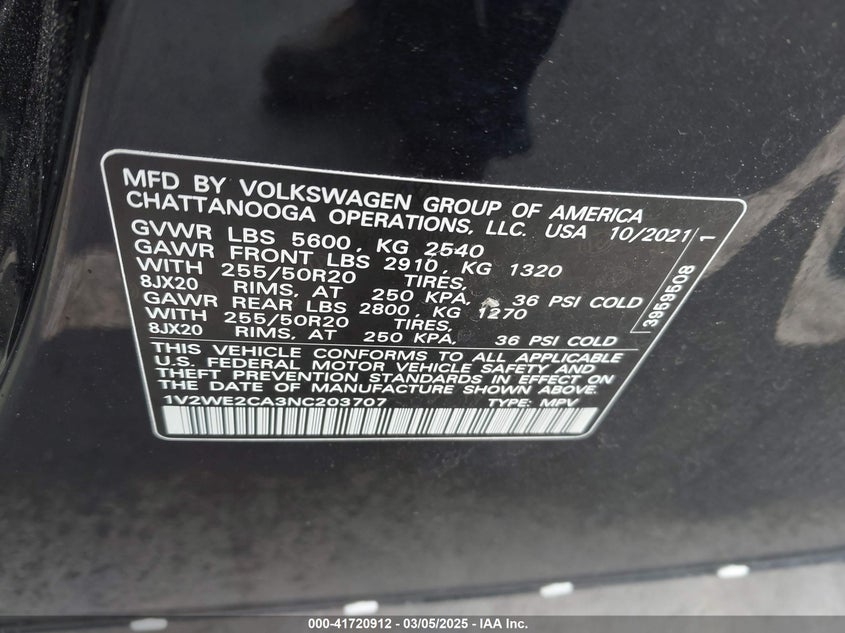 MFD BY VOLKSWAGEN GROUP OF AMERICA
CHATTANOOGA OPERATIONS, LLC. USA 10/2021
GVWR LBS 5600, KG 2540
GAWR FRONT LBS 2910, KG 1320
WITH 255/50R20 TIRES,
8JX20 RIMS, AT 250 KPA, 36 PSI COLD
GAWR REAR LBS 2800, KG 1270
WITH 255/50R20 TIRES,
8JX20 RIMS, AT 250 KPA, 36 PSI COLD
THIS VEHICLE CONFORMS TO ALL APPLICABLE
U.S. FEDERAL MOTOR VEHICLE SAFETY AND
THEFT PREVENTION STANDARDS IN EFFECT ON
THE DATE OF MANUFACTURE SHOWN ABOVE.
1V2WE2CA3NC203707 TYPE: MPV
3959508 1
000-41720912 - 03/05/2025 - IAA Inc.